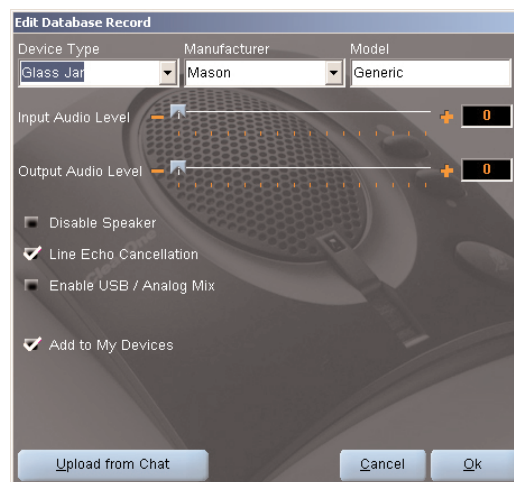 Edit Database Record
Device Type Manufacturer Model
Glass Jar Mason Generic
Input Audio Level 0
Output Audio Level 0
Disable Speaker
Line Echo Cancellation
Enable USB / Analog Mix
Add to My Devices
Upload from Chat Cancel Ok